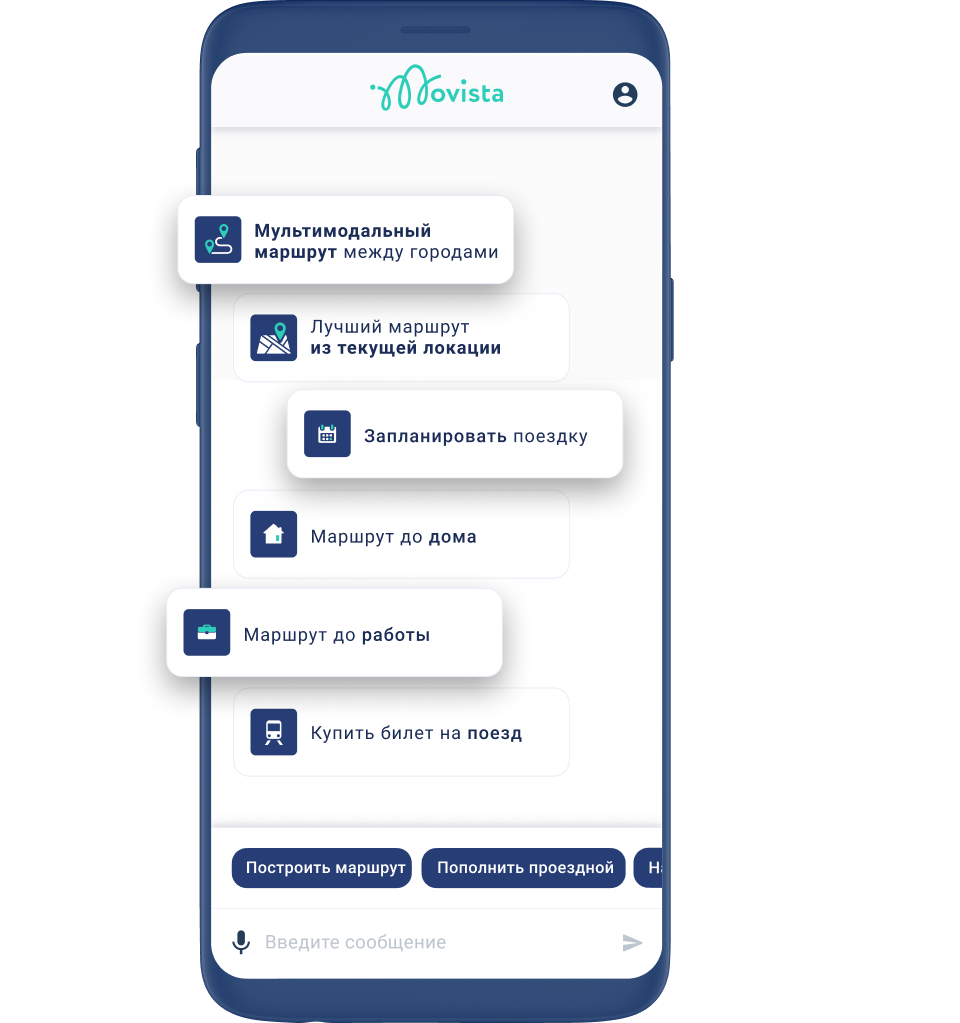 Movista
Мультимодальный
маршрут между городами
Лучший маршрут
из текущей локации
Запланировать поездку
Маршрут до дома
Маршрут до работы
Купить билет на поезд
Построить маршрут
Пополнить проездной
Введите сообщение